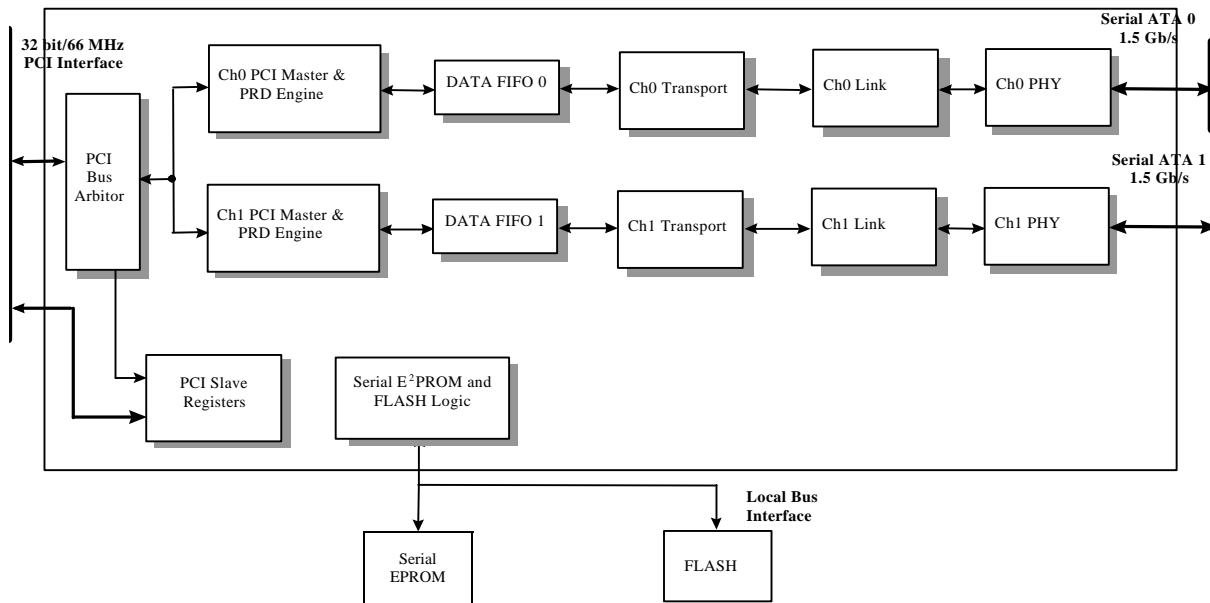 32 bit/66 MHz
PCI Interface
Serial ATA 0
1.5 Gb/s
Ch0 PCI Master &
PRD Engine
DATA FIFO 0
Ch0 Transport
Ch0 Link
Ch0 PHY
PCI
Bus
Arbitor
Serial ATA 1
1.5 Gb/s
Ch1 PCI Master &
PRD Engine
DATA FIFO 1
Ch1 Transport
Ch1 Link
Ch1 PHY
PCI Slave
Registers
Serial E²PROM and
FLASH Logic
Local Bus
Interface
Serial
EPROM
FLASH